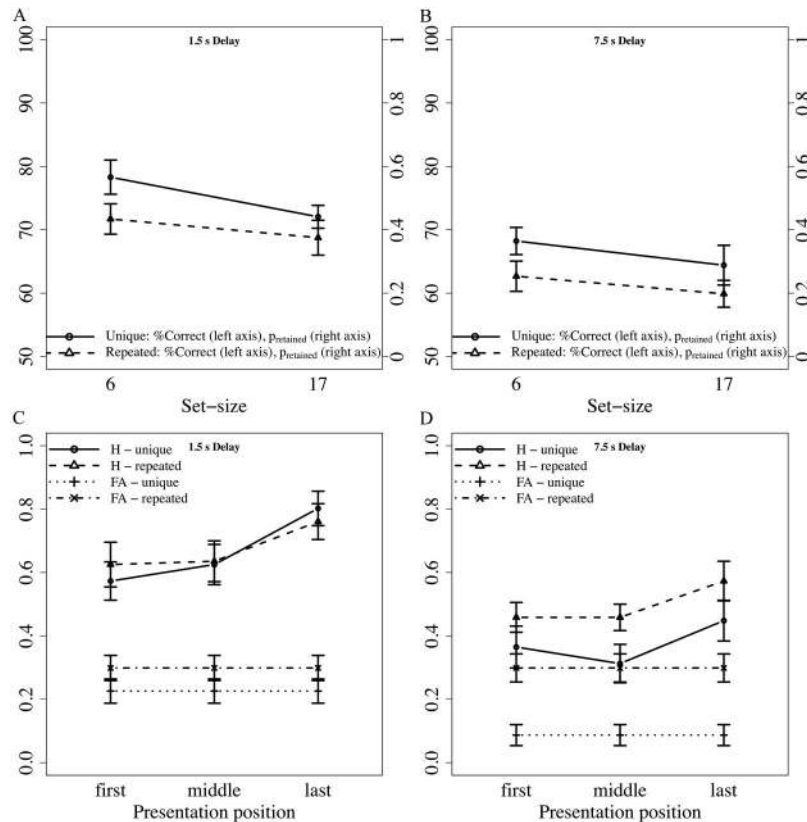 A
1.5 s Delay
100
90
80
70
60
50
1
0.8
0.6
0.4
0.2
0
Unique: %Correct (left axis), pretained (right axis)
Repeated: %Correct (left axis), pretained (right axis)
6
17
Set−size
B
7.5 s Delay
100
90
80
70
60
50
1
0.8
0.6
0.4
0.2
0
Unique: %Correct (left axis), pretained (right axis)
Repeated: %Correct (left axis), pretained (right axis)
6
17
Set−size
C
1.5 s Delay
H − unique
H − repeated
FA − unique
FA − repeated
1.0
0.8
0.6
0.4
0.2
0.0
first
middle
last
Presentation position
D
7.5 s Delay
H − unique
H − repeated
FA − unique
FA − repeated
1.0
0.8
0.6
0.4
0.2
0.0
first
middle
last
Presentation position